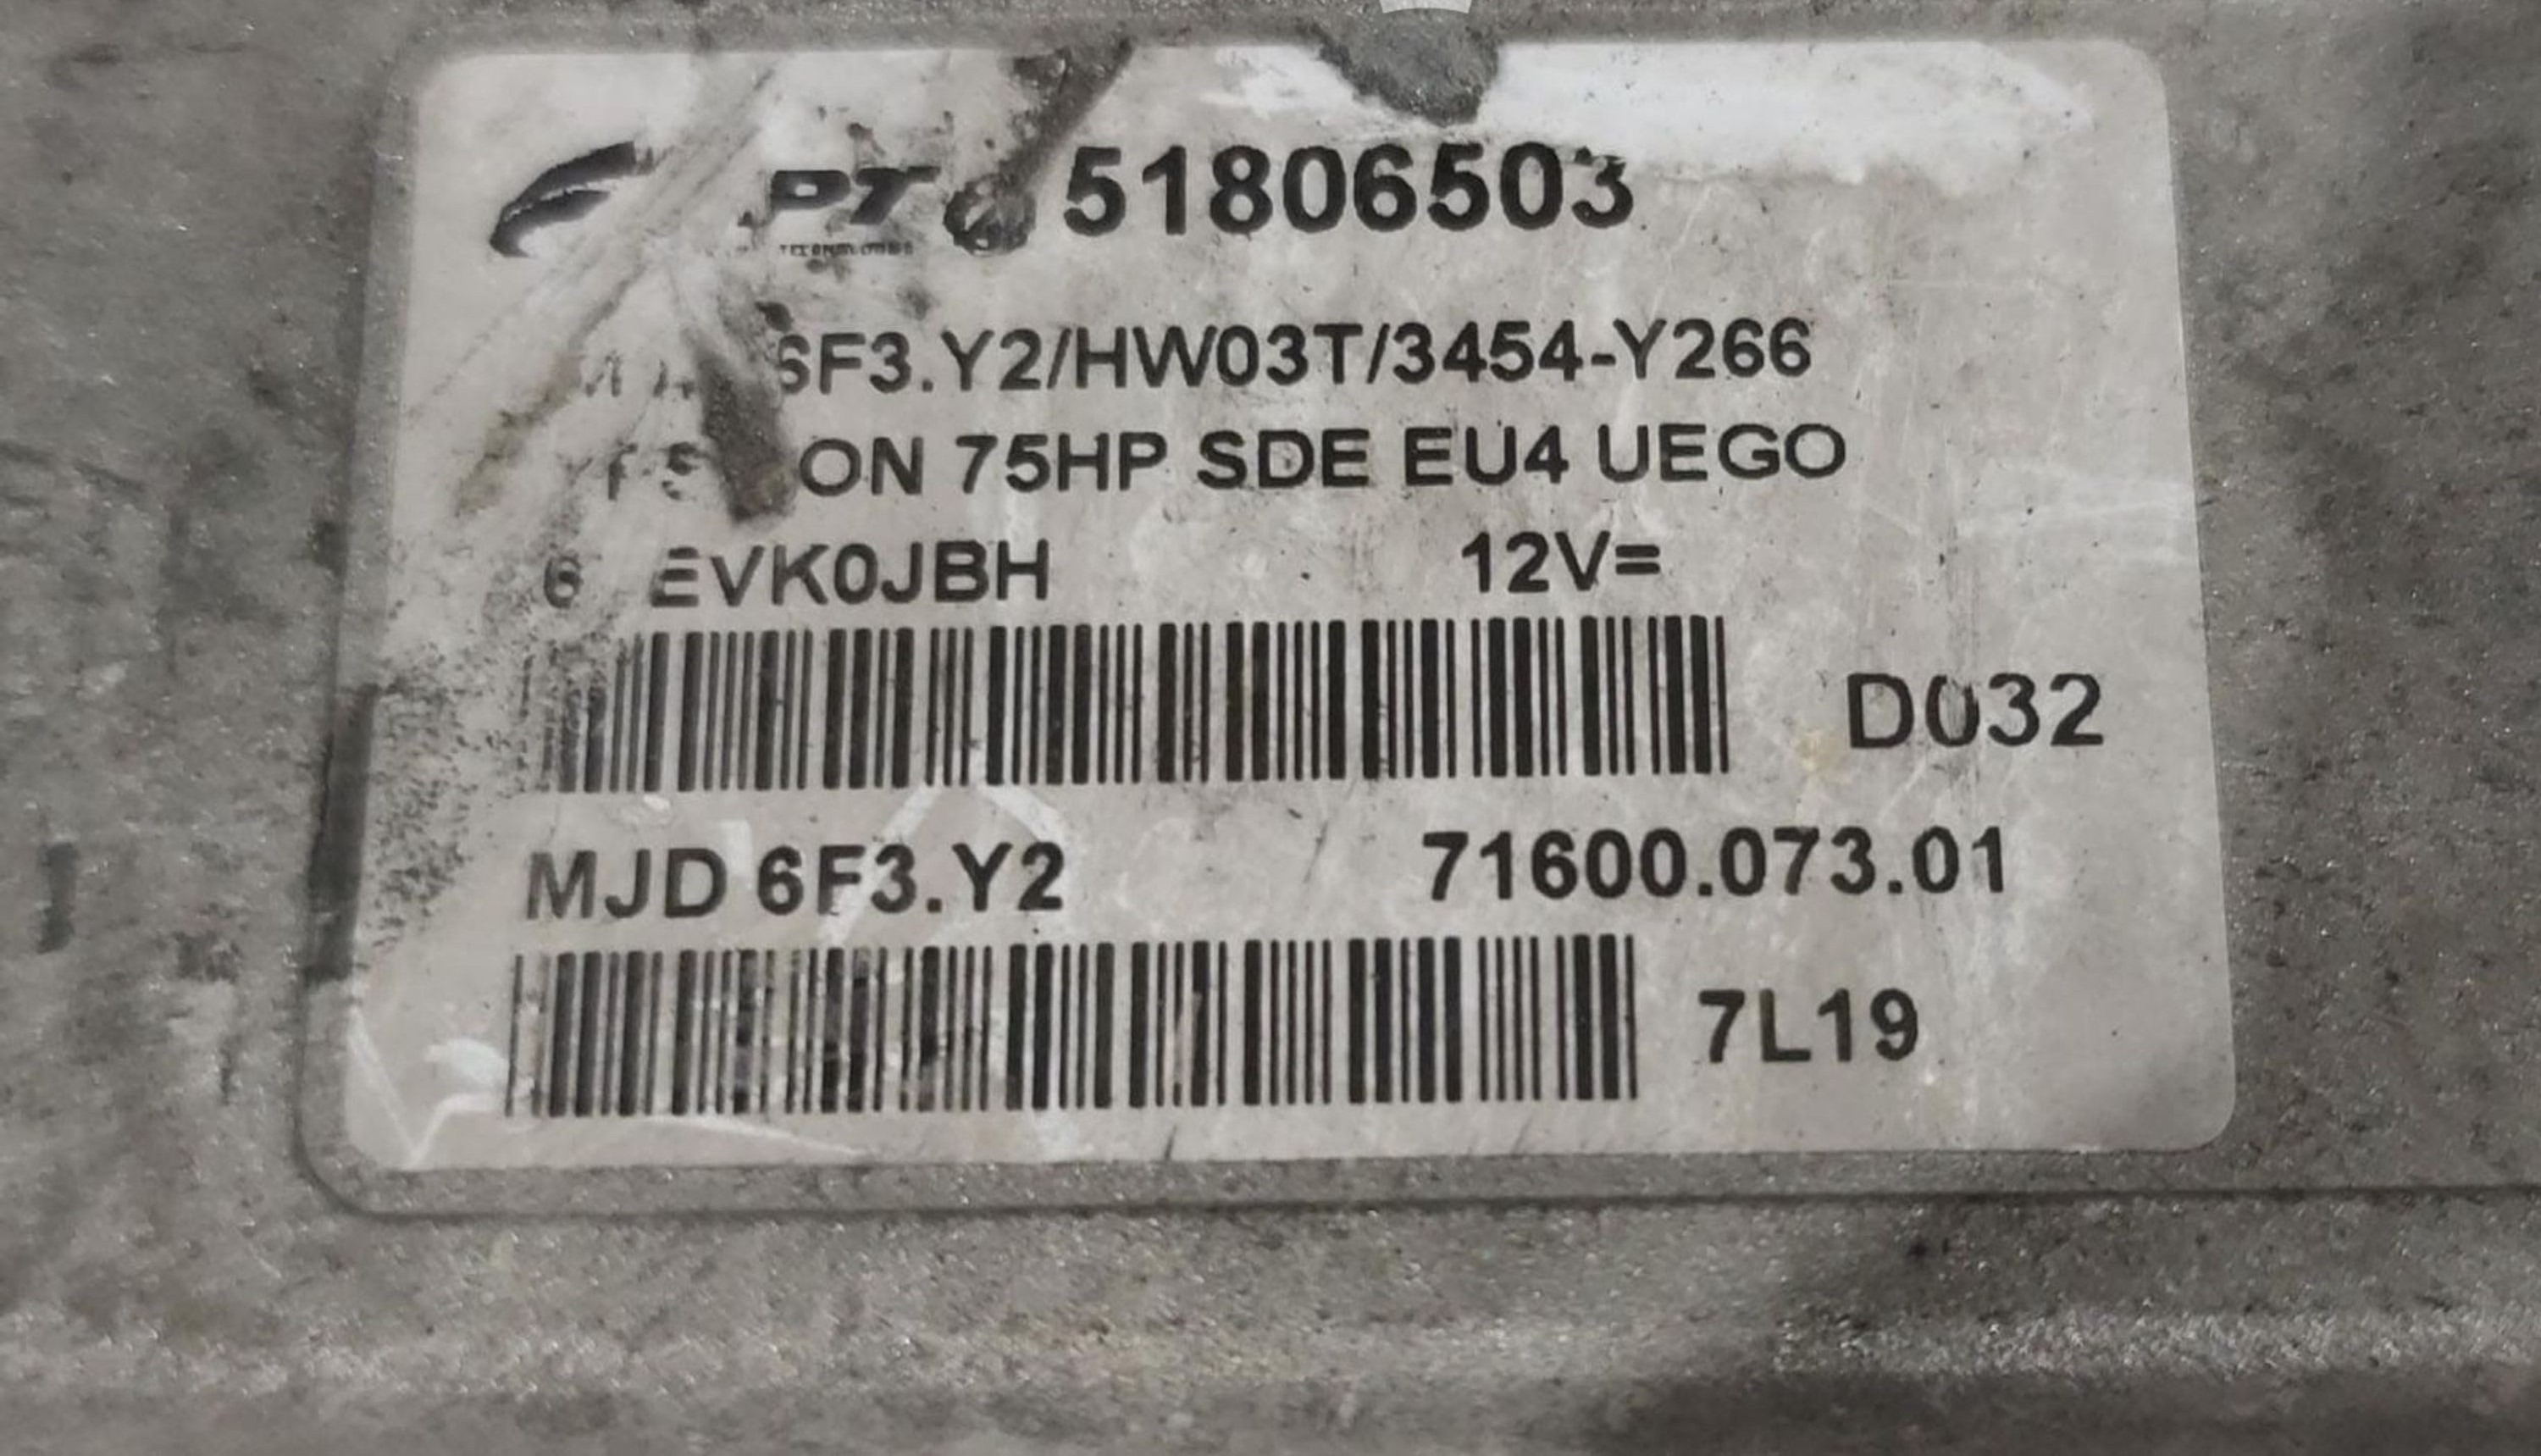 PT 51806503
6F3.Y2/HW03T/3454-Y266
75HP SDE EU4 UEGO
EVK0JBH 12V=
D032
MJD 6F3.Y2 71600.073.01
7L19